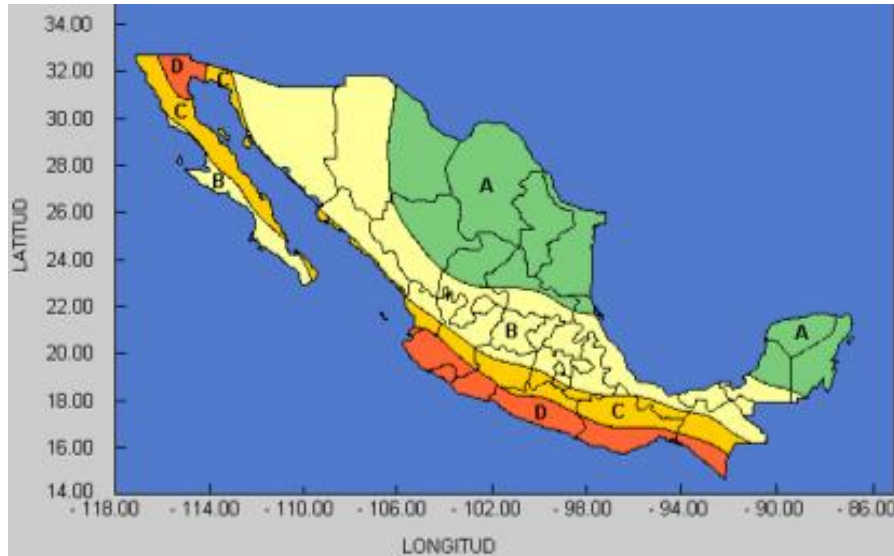 34.00
32.00
30.00
28.00
26.00
24.00
22.00
20.00
18.00
16.00
14.00
LATITUD
D
C
C
B
A
A
B
C
D
- 118.00 - 114.00 - 110.00 - 106.00 - 102.00 - 98.00 - 94.00 - 90.00 - 86.00
LONGITUD